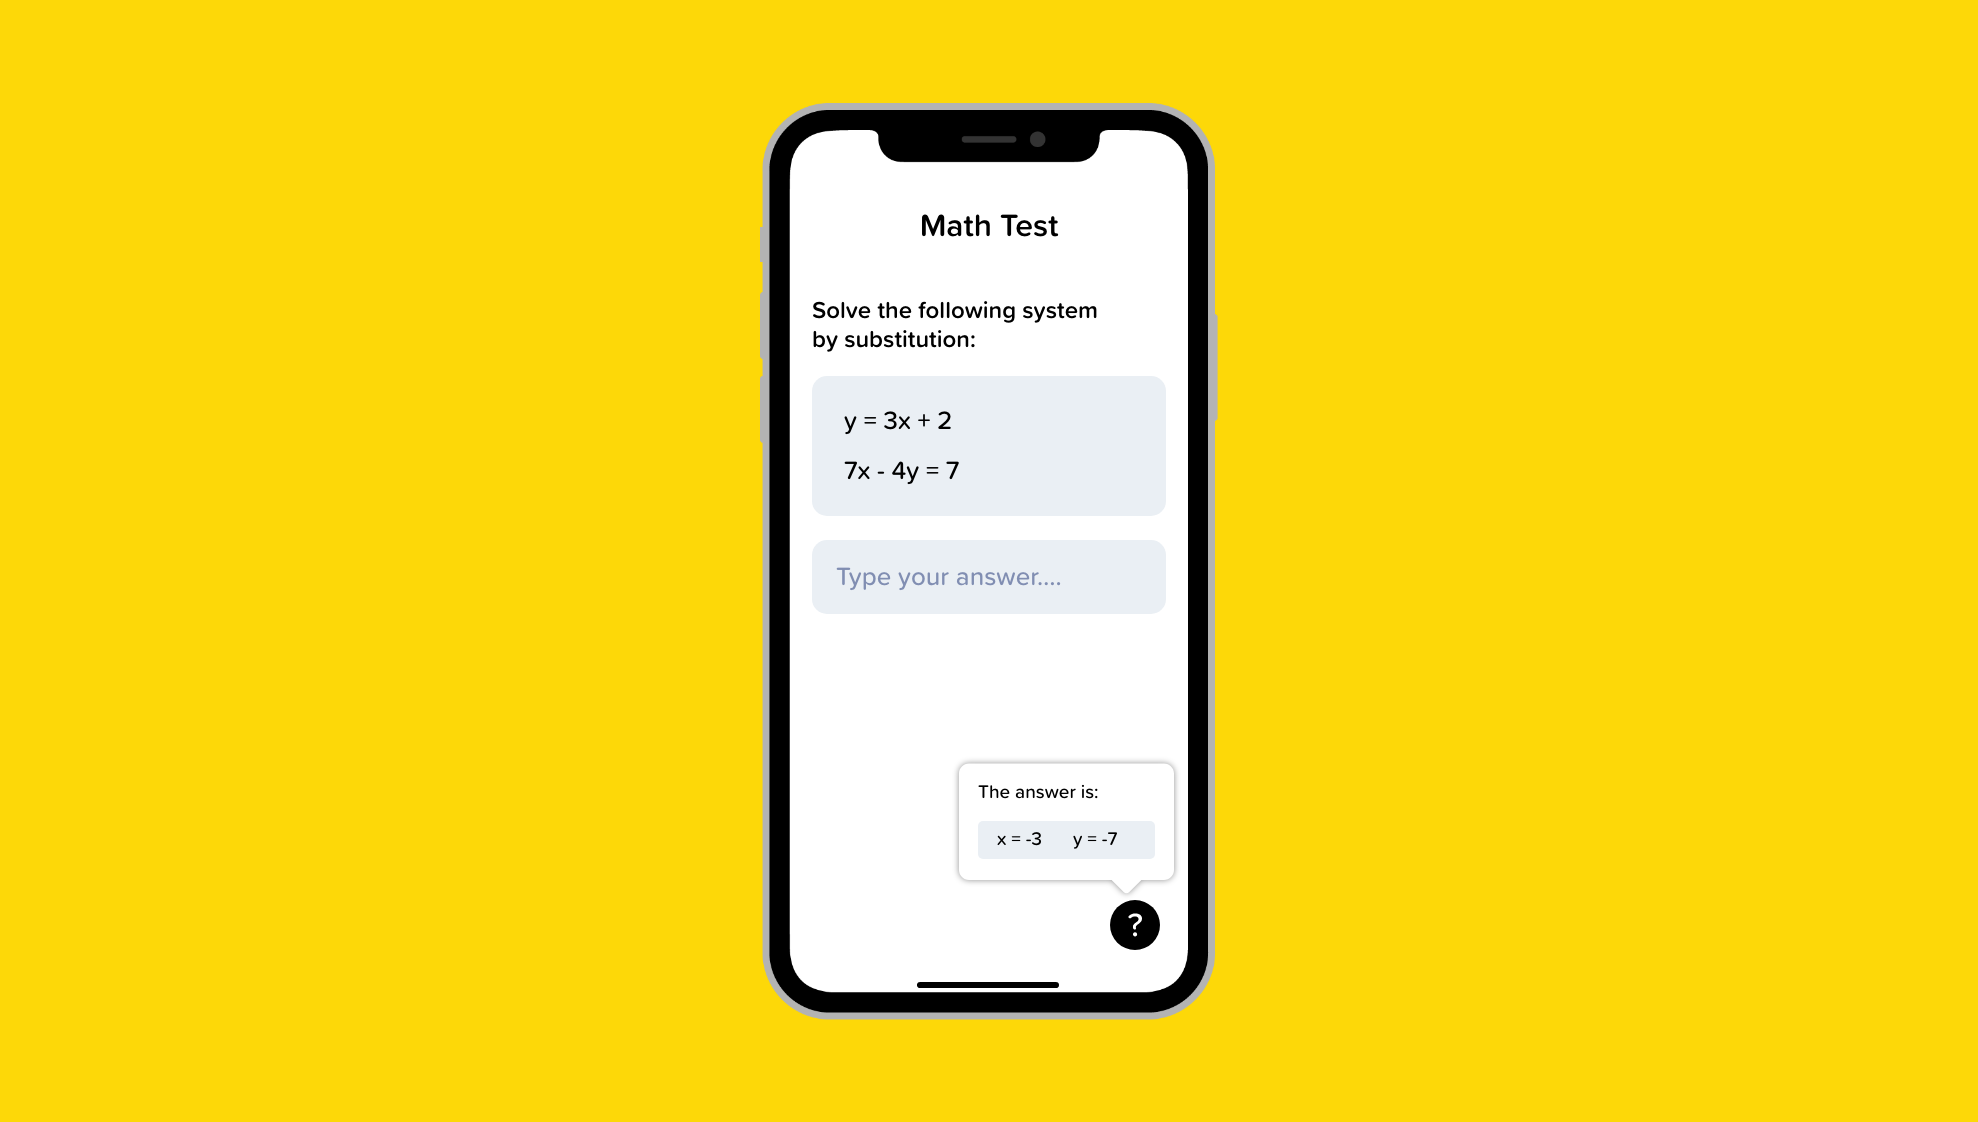 Math Test
Solve the following system
by substitution:
y = 3x + 2
7x - 4y = 7
Type your answer....
The answer is:
x = -3 y = -7
?